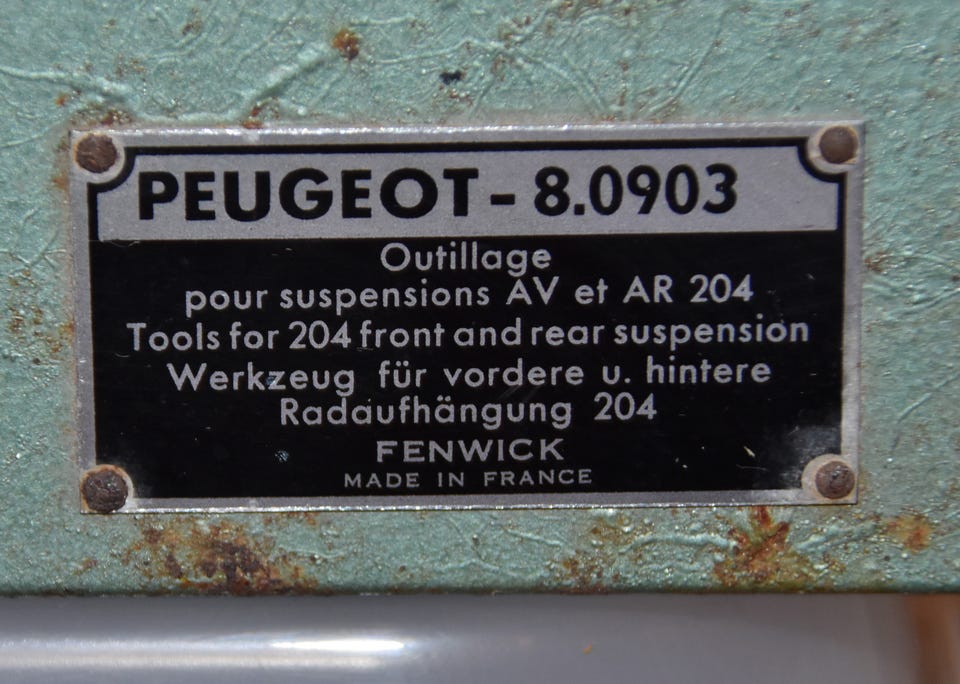 PEUGEOT - 8.0903
Outillage
pour suspensions AV et AR 204
Tools for 204 front and rear suspension
Werkzeug für vordere u. hintere
Radaufhängung 204
FENWICK
MADE IN FRANCE